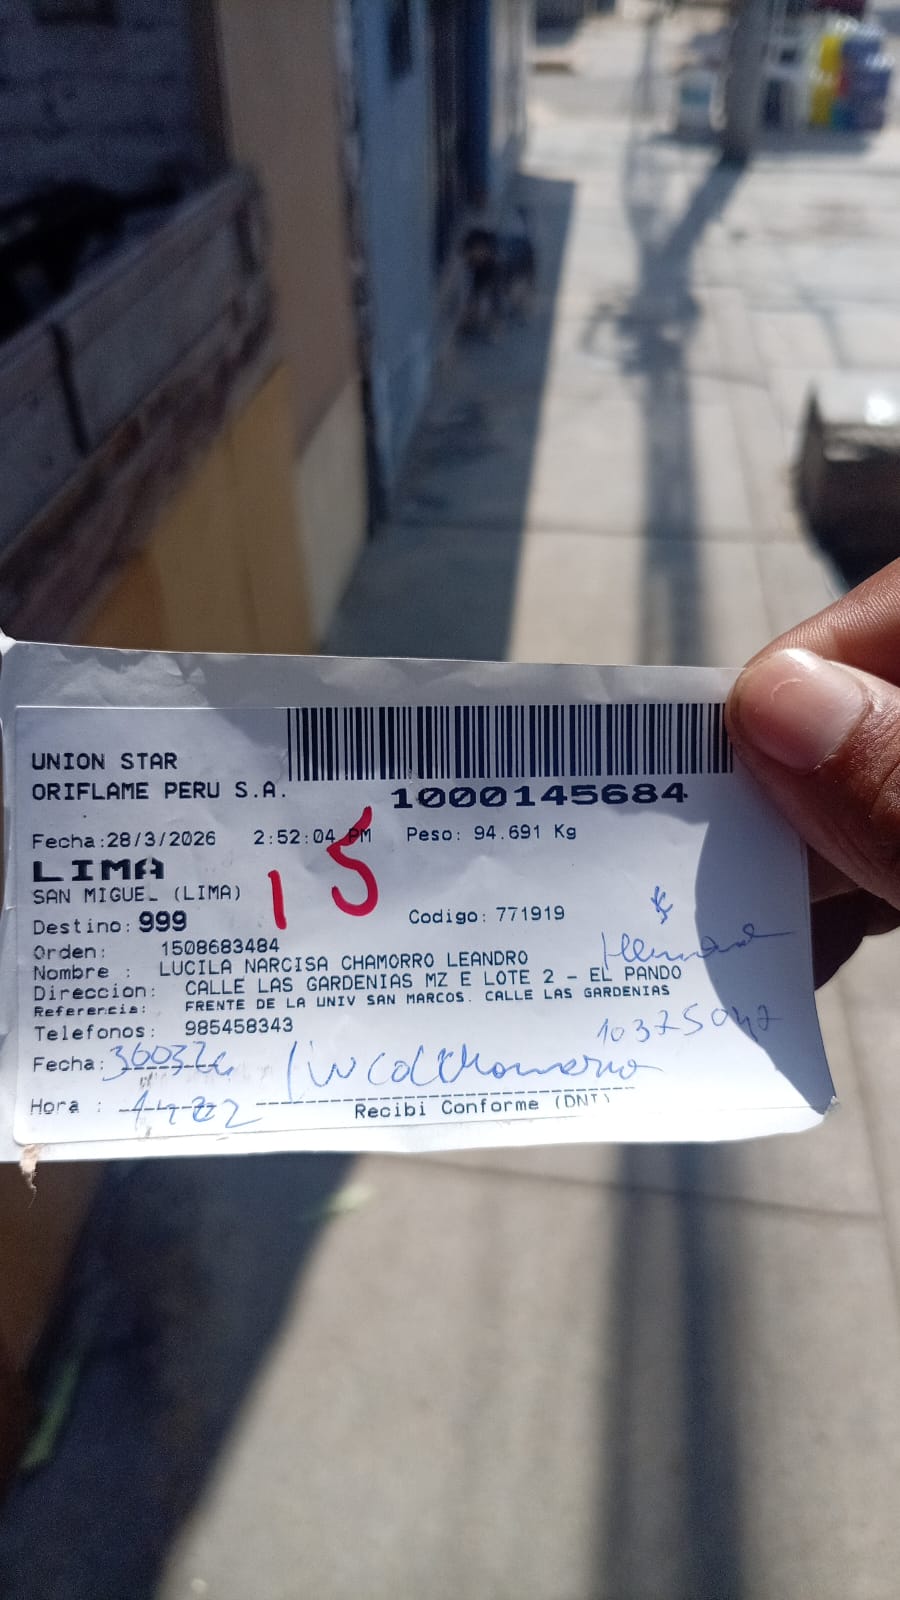 UNION STAR
ORIFLAME PERU S.A.
1000145684
Fecha:28/3/2026 2:52:04 PM Peso: 94.691 Kg
LIMA
SAN MIGUEL (LIMA)
15
Destino: 999 Codigo: 771919
Orden: 1508683484
Nombre : LUCILA NARCISA CHAMORRO LEANDRO
Direccion: CALLE LAS GARDENIAS MZ E LOTE 2 - EL PANDO
Referencia: FRENTE DE LA UNIV SAN MARCOS. CALLE LAS GARDENIAS
Telefonos: 985458343
Fecha:
Hora :
Recibi Conforme (DNI)